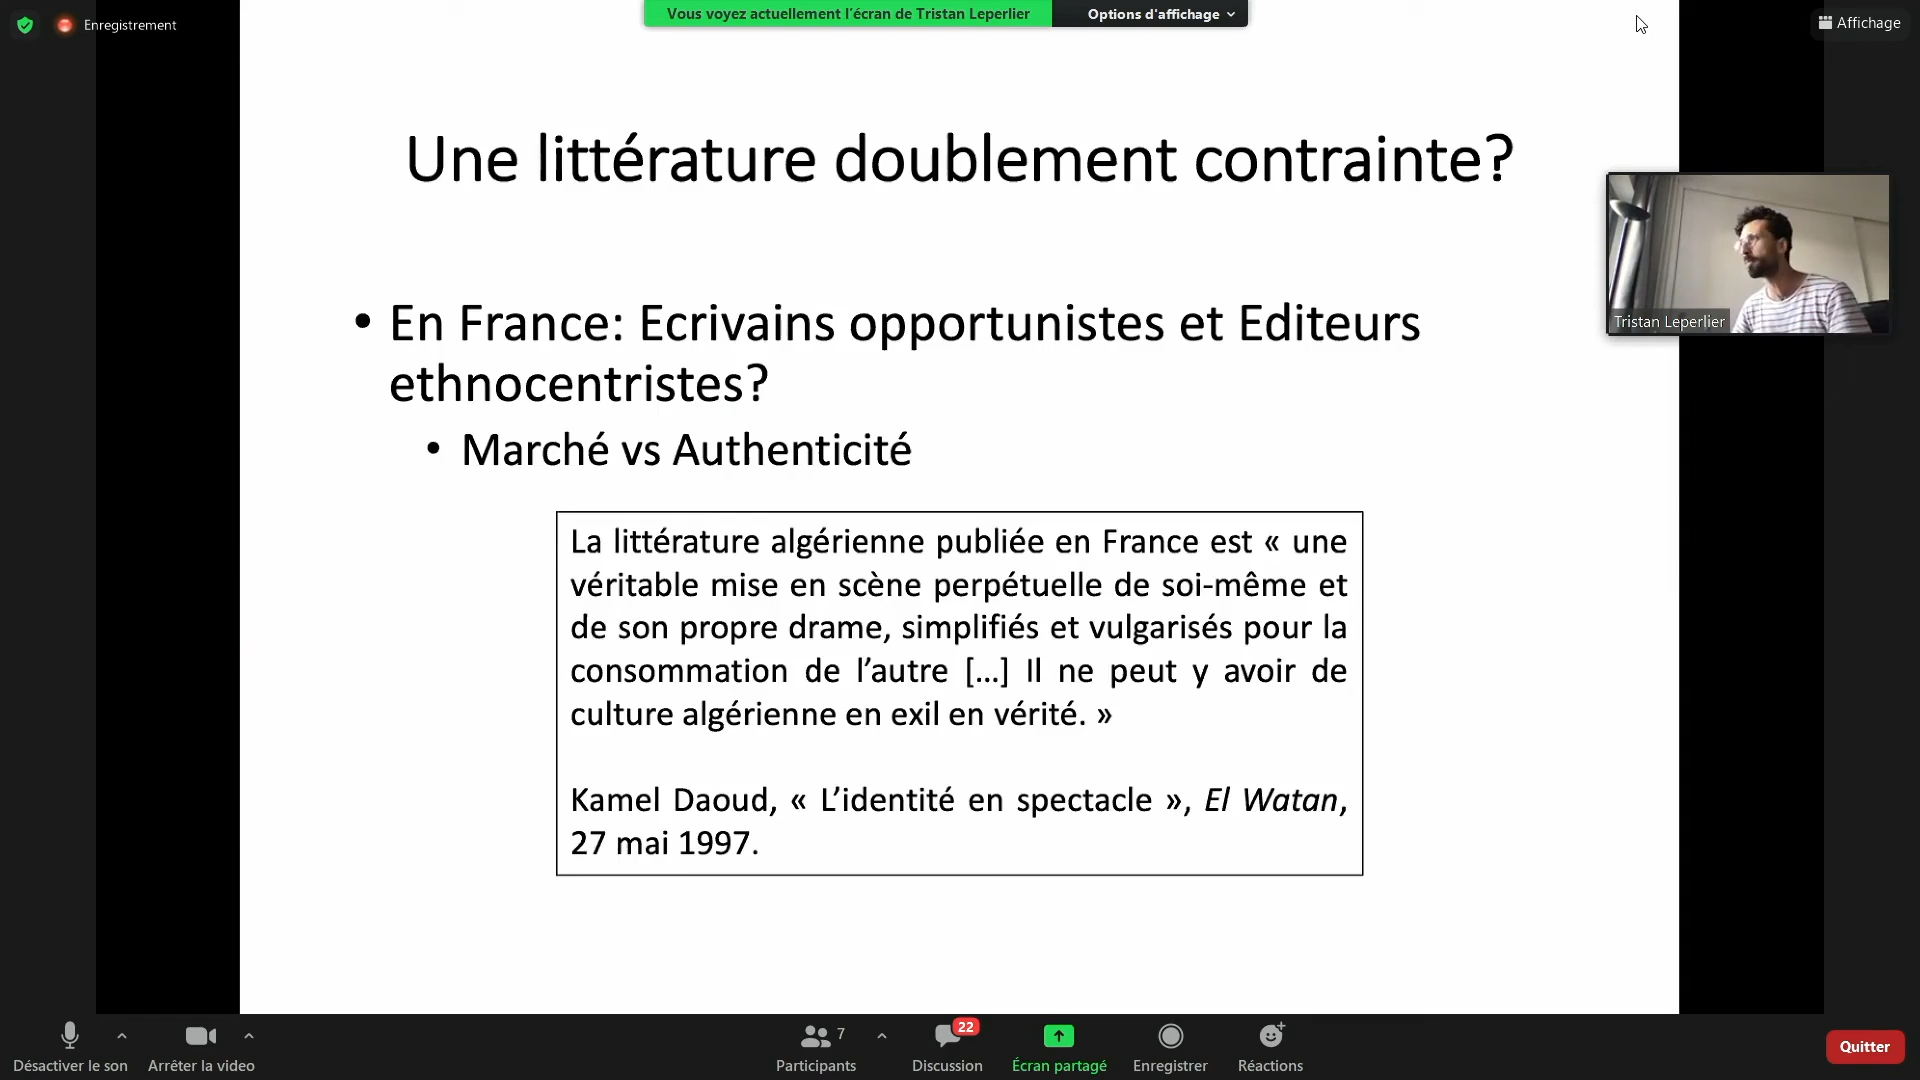 Enregistrement
Vous voyez actuellement l'écran de Tristan Leperlier
Options d'affichage
Affichage
Une littérature doublement contrainte?
• En France: Ecrivains opportunistes et Editeurs
ethnocentristes?
• Marché vs Authenticité
Tristan Leperlier
La littérature algérienne publiée en France est « une
véritable mise en scène perpétuelle de soi-même et
de son propre drame, simplifiés et vulgarisés pour la
consommation de l’autre […] Il ne peut y avoir de
culture algérienne en exil en vérité. »
Kamel Daoud, « L’identité en spectacle », El Watan,
27 mai 1997.
7
22
Désactiver le son
Arrêter la video
Participants
Discussion
Écran partagé
Enregistrer
Réactions
Quitter